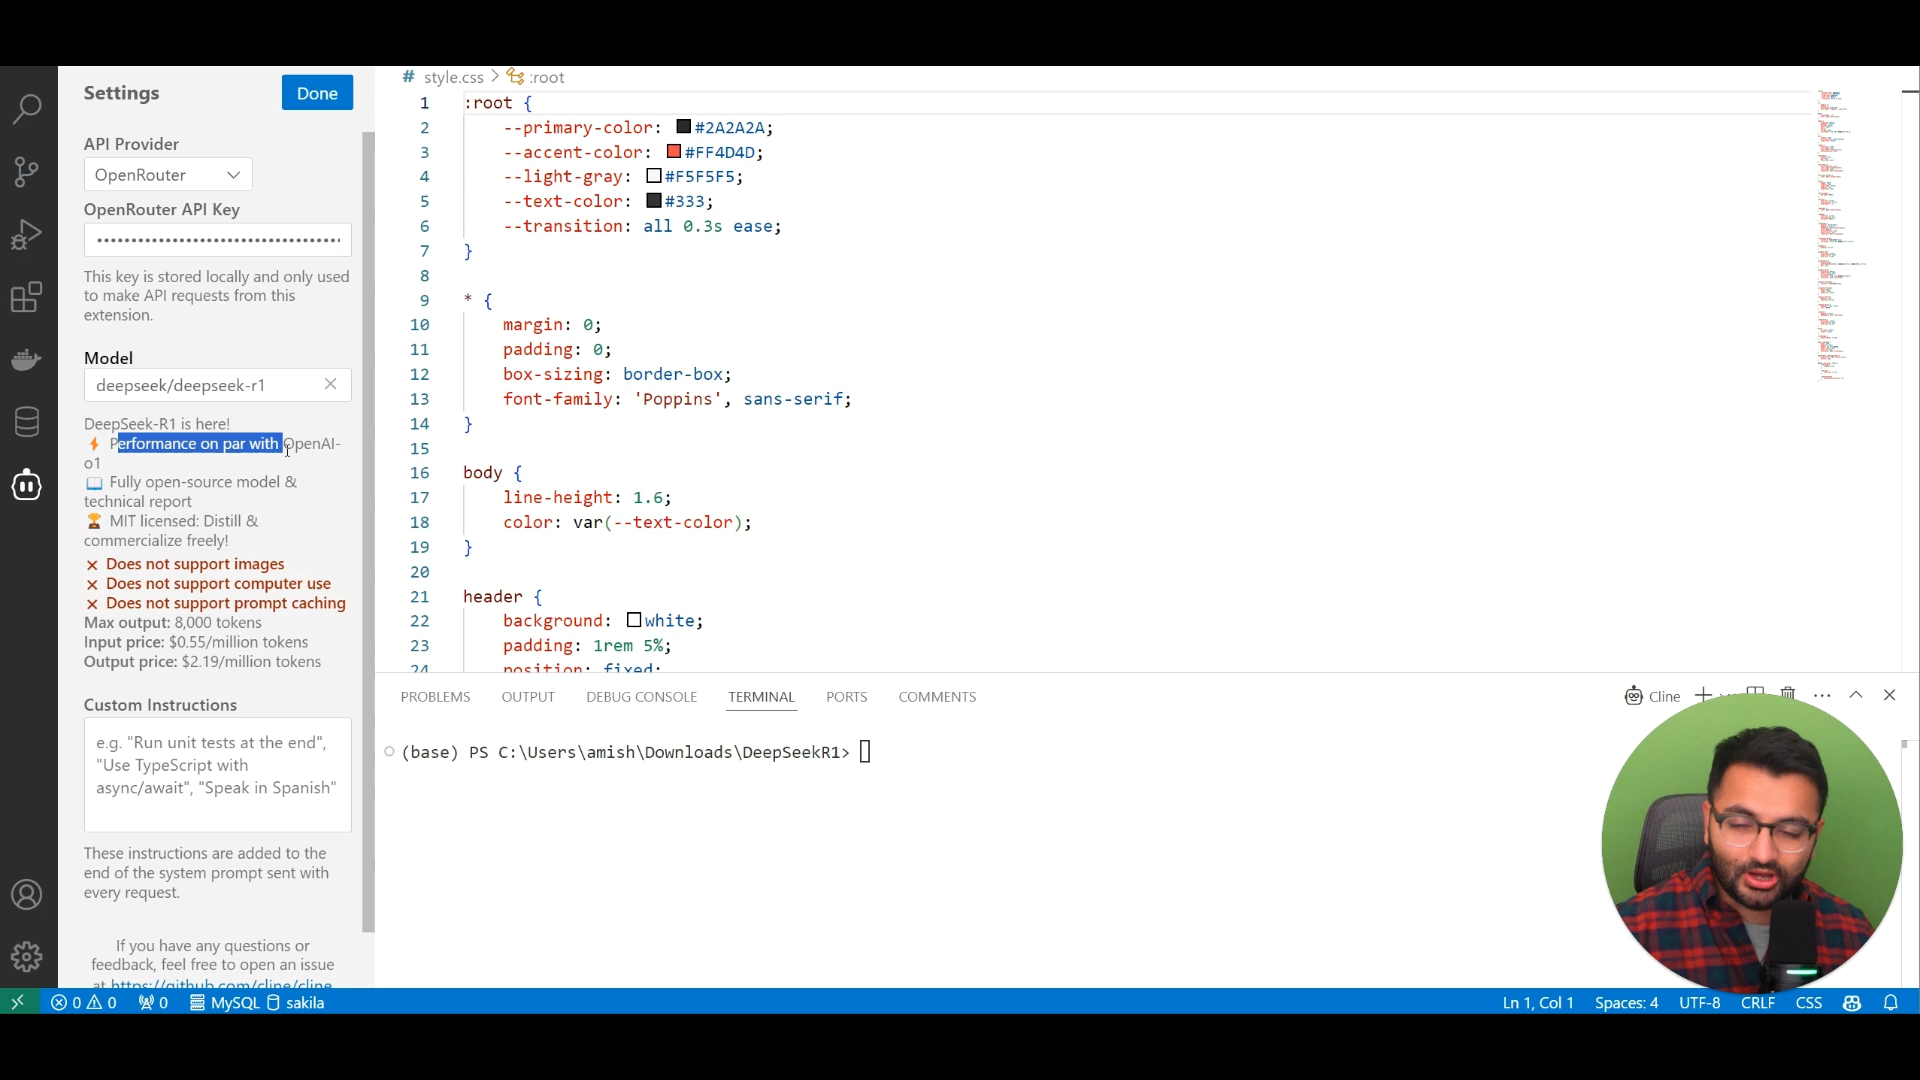 Settings
Done
API Provider
OpenRouter
OpenRouter API Key
••••••••••••••••••••••••••••••••••••
This key is stored locally and only used
to make API requests from this
extension.
Model
deepseek/deepseek-r1
DeepSeek-R1 is here!
⚡ Performance on par with OpenAI-
o1
📖 Fully open-source model &
technical report
🏆 MIT licensed: Distill &
commercialize freely!
✕ Does not support images
✕ Does not support computer use
✕ Does not support prompt caching
Max output: 8,000 tokens
Input price: $0.55/million tokens
Output price: $2.19/million tokens
Custom Instructions
e.g. "Run unit tests at the end",
"Use TypeScript with
async/await", "Speak in Spanish"
These instructions are added to the
end of the system prompt sent with
every request.
If you have any questions or
feedback, feel free to open an issue
at https://github.com/cline/cline
# style.css > :root
1 :root {
2 --primary-color: #2A2A2A;
3 --accent-color: #FF4D4D;
4 --light-gray: #F5F5F5;
5 --text-color: #333;
6 --transition: all 0.3s ease;
7 }
8
9 * {
10 margin: 0;
11 padding: 0;
12 box-sizing: border-box;
13 font-family: 'Poppins', sans-serif;
14 }
15
16 body {
17 line-height: 1.6;
18 color: var(--text-color);
19 }
20
21 header {
22 background: white;
23 padding: 1rem 5%;
24 position: fixed;
PROBLEMS OUTPUT DEBUG CONSOLE TERMINAL PORTS COMMENTS Cline
(base) PS C:\Users\amish\Downloads\DeepSeekR1>
0 0 0 MySQL sakila Ln 1, Col 1 Spaces: 4 UTF-8 CRLF CSS